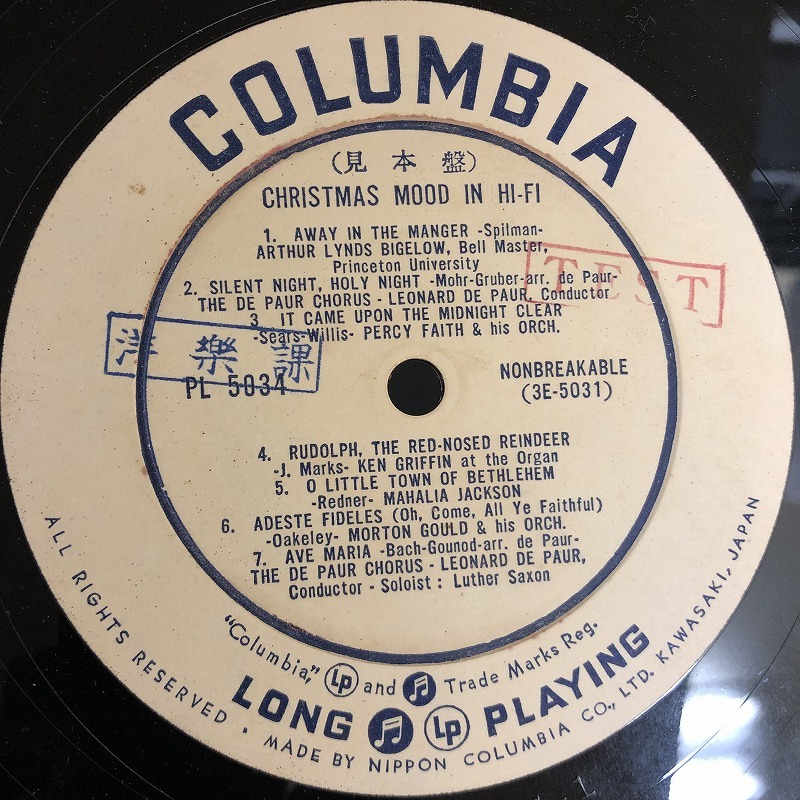 COLUMBIA
(見本盤)
CHRISTMAS MOOD IN HI-FI
1. AWAY IN THE MANGER -Spilman-
ARTHUR LYNDS BIGELOW, Bell Master,
Princeton University
2. SILENT NIGHT, HOLY NIGHT -Mohr-Gruber-arr. de Paur-
THE DE PAUR CHORUS - LEONARD DE PAUR, Conductor
3. IT CAME UPON THE MIDNIGHT CLEAR
-Sears-Willis- PERCY FAITH & his ORCH.
TEST
洋樂課
PL 5034
NONBREAKABLE
(3E-5031)
4. RUDOLPH, THE RED-NOSED REINDEER
-J. Marks- KEN GRIFFIN at the Organ
5. O LITTLE TOWN OF BETHLEHEM
-Redner- MAHALIA JACKSON
6. ADESTE FIDELES (Oh, Come, All Ye Faithful)
-Oakeley- MORTON GOULD & his ORCH.
7. AVE MARIA -Bach-Gounod-arr. de Paur-
THE DE PAUR CHORUS - LEONARD DE PAUR,
Conductor - Soloist : Luther Saxon
"Columbia," LP and Trade Marks Reg.
LONG LP PLAYING
ALL RIGHTS RESERVED · MADE BY NIPPON COLUMBIA CO., LTD. KAWASAKI, JAPAN